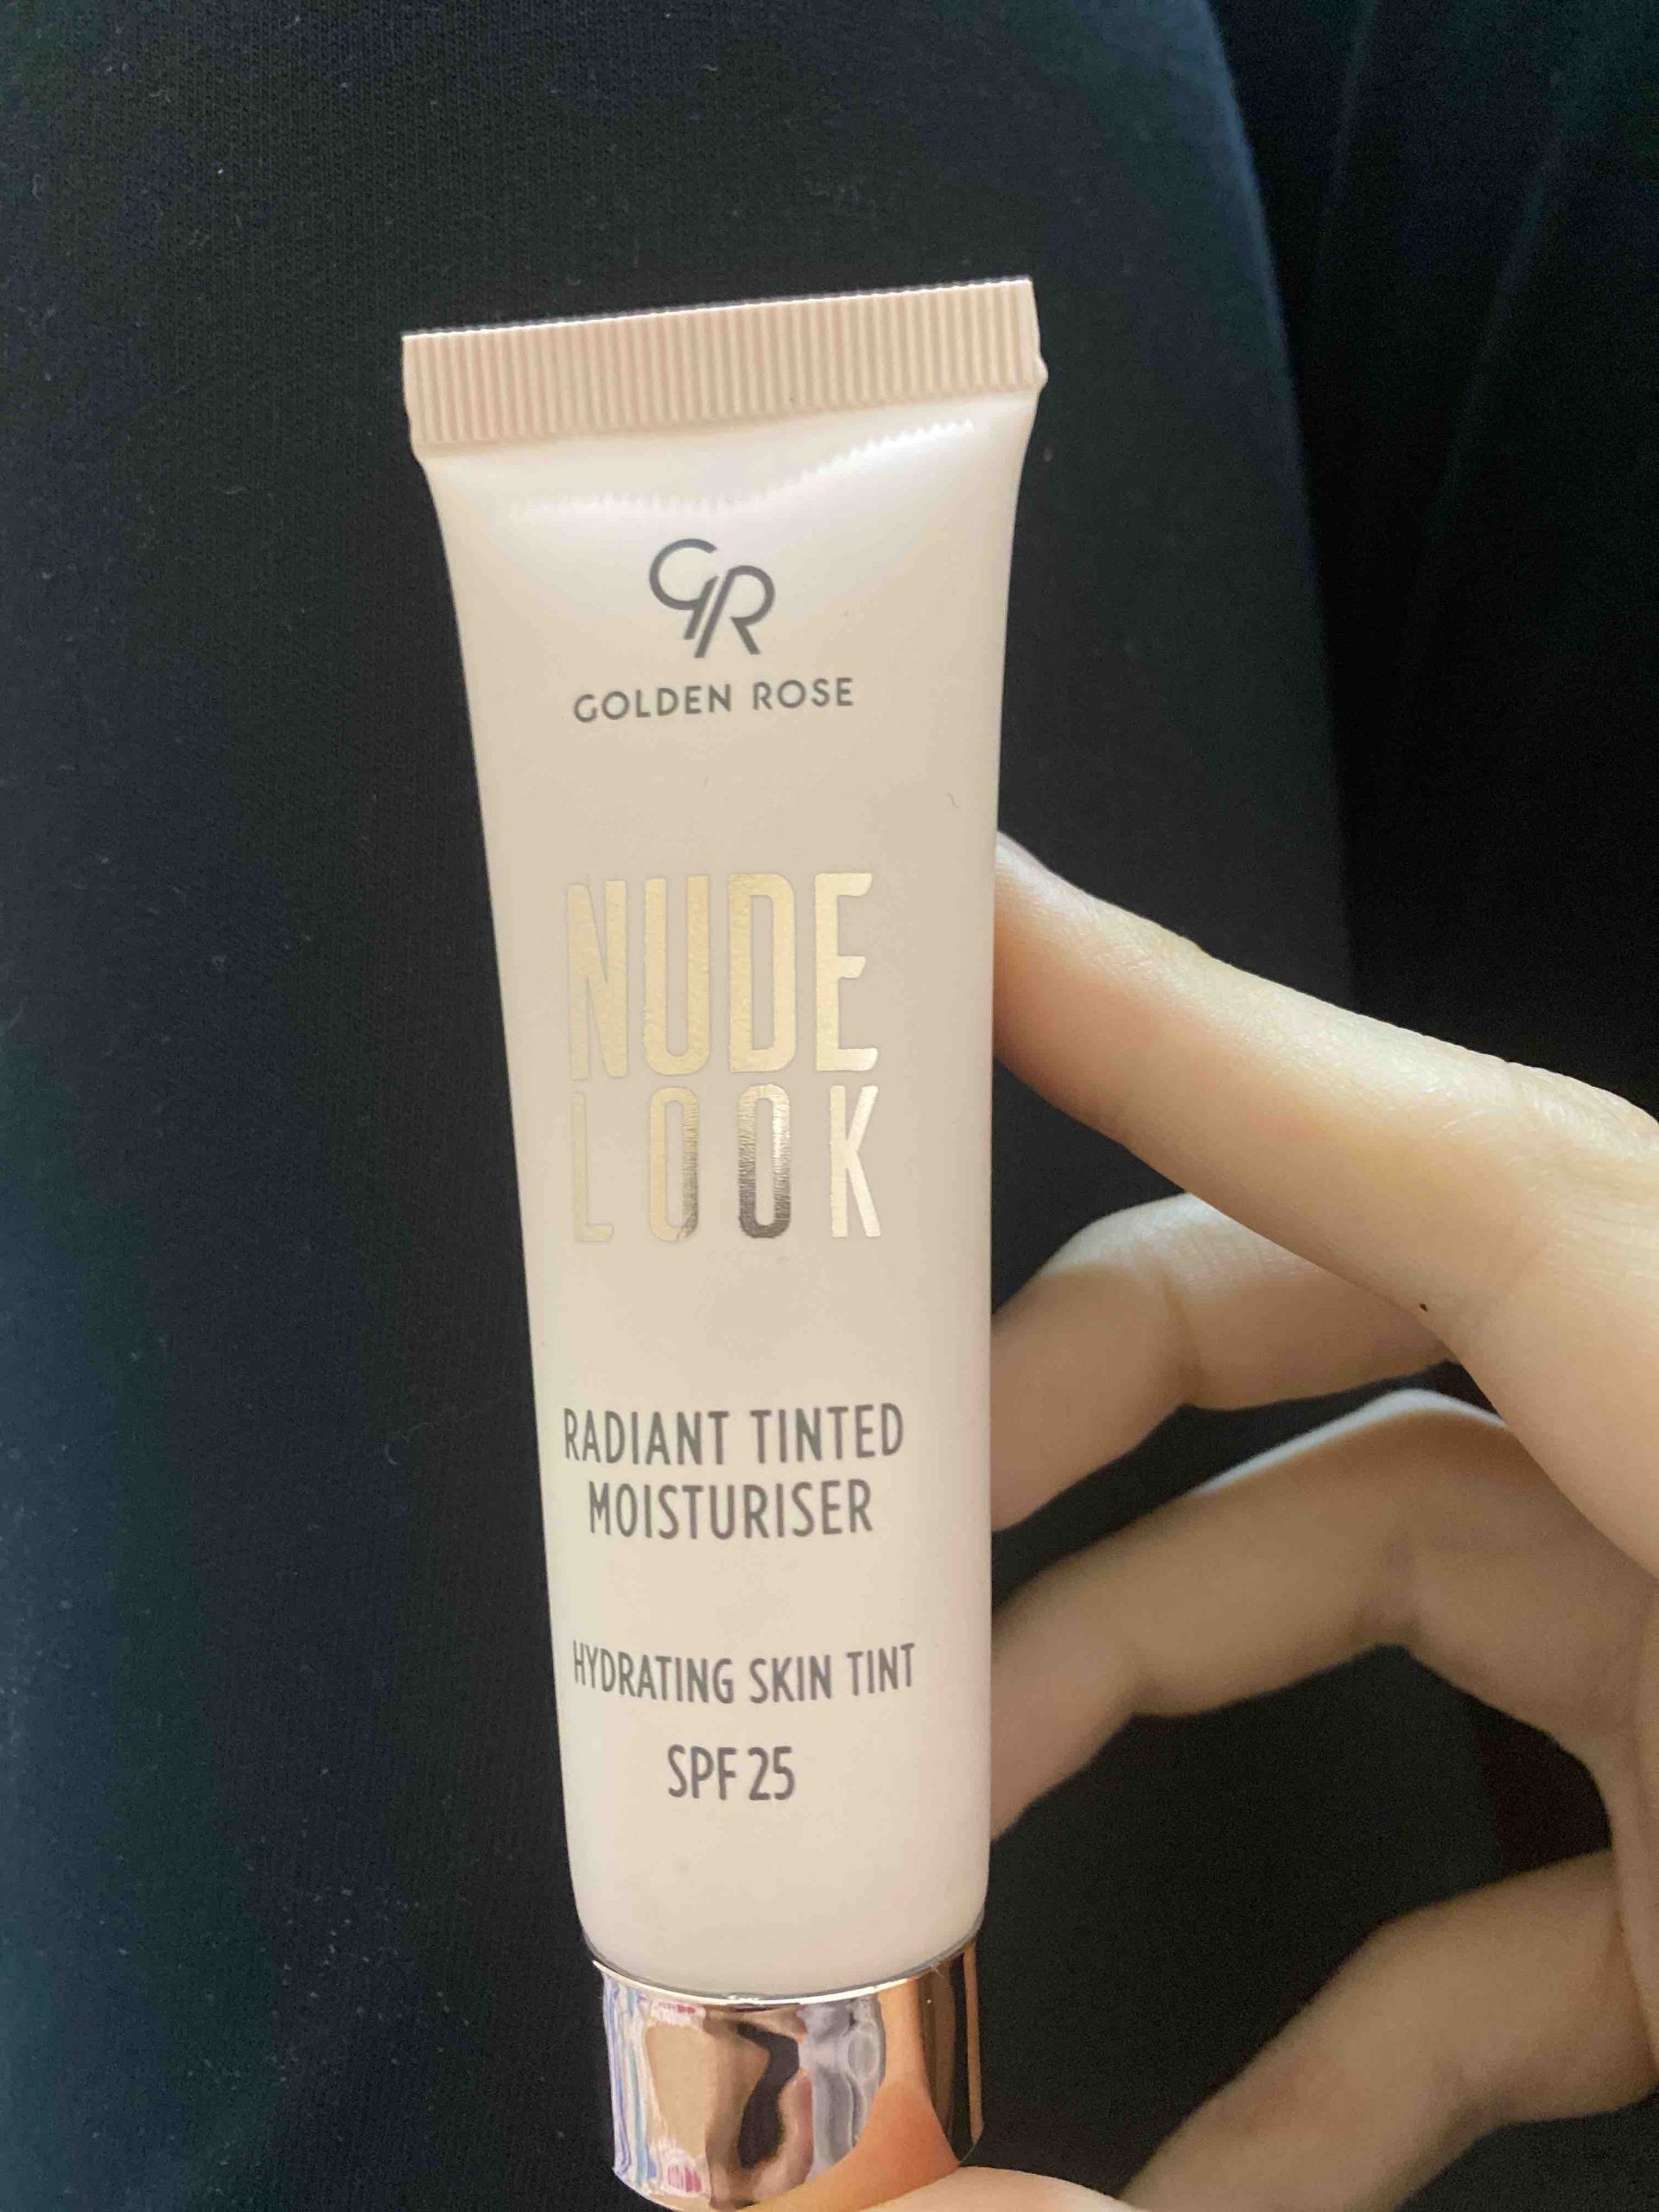 GR
GOLDEN ROSE
NUDE
LOOK
RADIANT TINTED
MOISTURISER
HYDRATING SKIN TINT
SPF 25